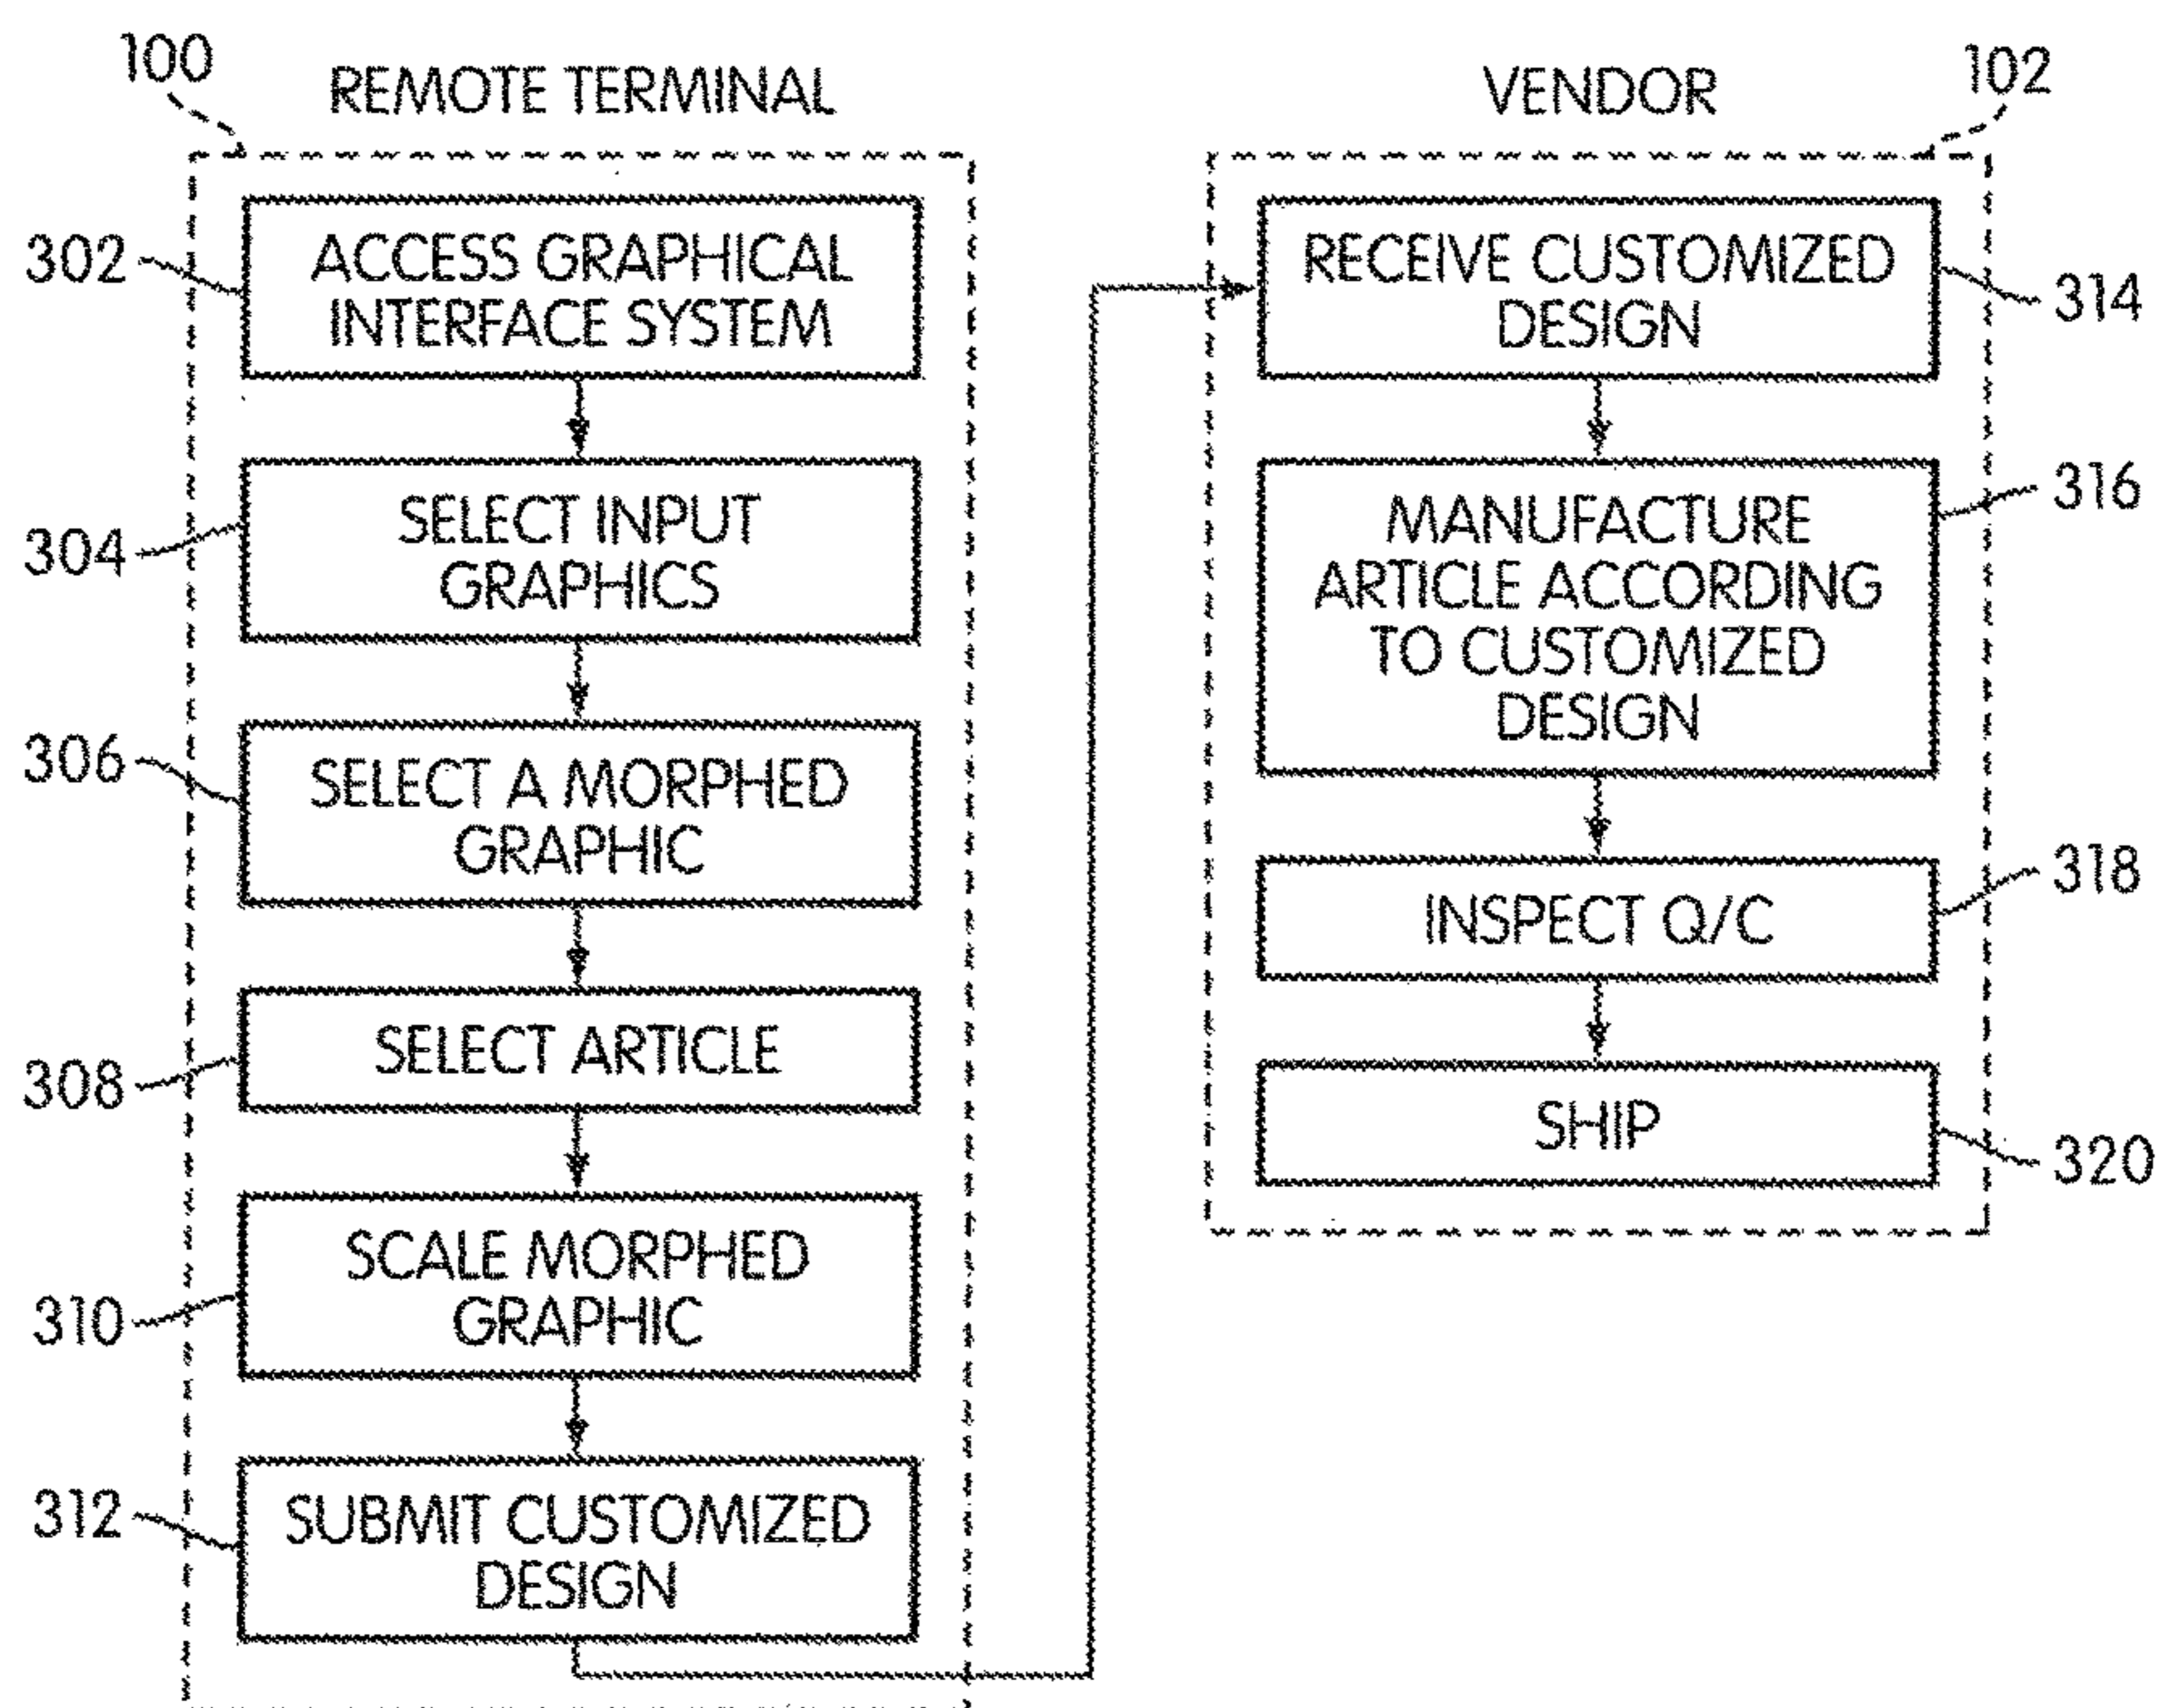 100
REMOTE TERMINAL
302
ACCESS GRAPHICAL
INTERFACE SYSTEM
304
SELECT INPUT
GRAPHICS
306
SELECT A MORPHED
GRAPHIC
308
SELECT ARTICLE
310
SCALE MORPHED
GRAPHIC
312
SUBMIT CUSTOMIZED
DESIGN
VENDOR
102
RECEIVE CUSTOMIZED
DESIGN
314
MANUFACTURE
ARTICLE ACCORDING
TO CUSTOMIZED
DESIGN
316
INSPECT Q/C
318
SHIP
320